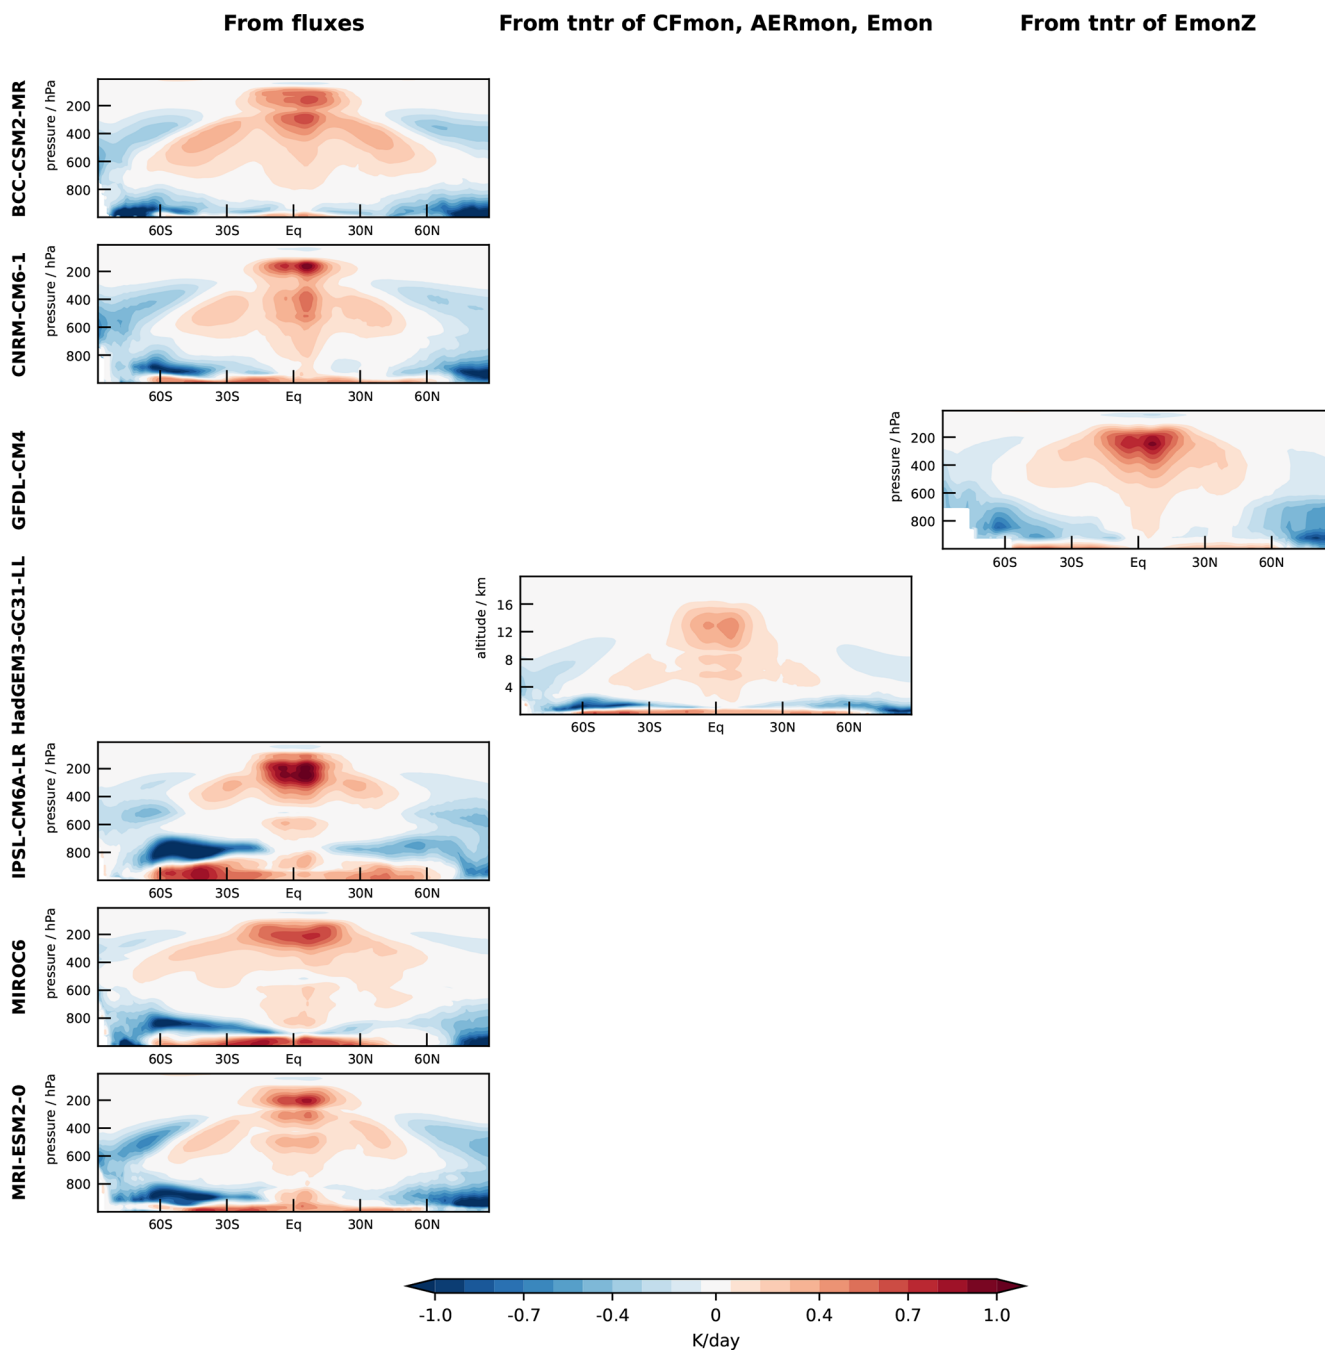 From fluxes
From tntr of CFmon, AERmon, Emon
From tntr of EmonZ
BCC-CSM2-MR
pressure / hPa
200
400
600
800
60S 30S Eq 30N 60N
CNRM-CM6-1
pressure / hPa
200
400
600
800
60S 30S Eq 30N 60N
GFDL-CM4
pressure / hPa
200
400
600
800
60S 30S Eq 30N 60N
HadGEM3-GC31-LL
altitude / km
16
12
8
4
60S 30S Eq 30N 60N
IPSL-CM6A-LR
pressure / hPa
200
400
600
800
60S 30S Eq 30N 60N
MIROC6
pressure / hPa
200
400
600
800
60S 30S Eq 30N 60N
MRI-ESM2-0
pressure / hPa
200
400
600
800
60S 30S Eq 30N 60N
-1.0 -0.7 -0.4 0 0.4 0.7 1.0
K/day